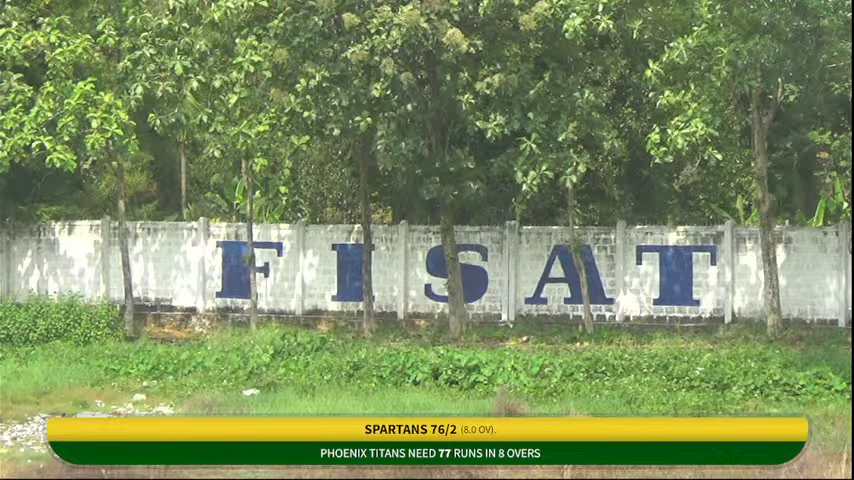 FISAT
SPARTANS 76/2 (8.0 OV).
PHOENIX TITANS NEED 77 RUNS IN 8 OVERS